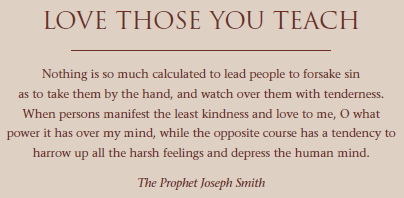 LOVE THOSE YOU TEACH
Nothing is so much calculated to lead people to forsake sin
as to take them by the hand, and watch over them with tenderness.
When persons manifest the least kindness and love to me, O what
power it has over my mind, while the opposite course has a tendency to
harrow up all the harsh feelings and depress the human mind.
The Prophet Joseph Smith